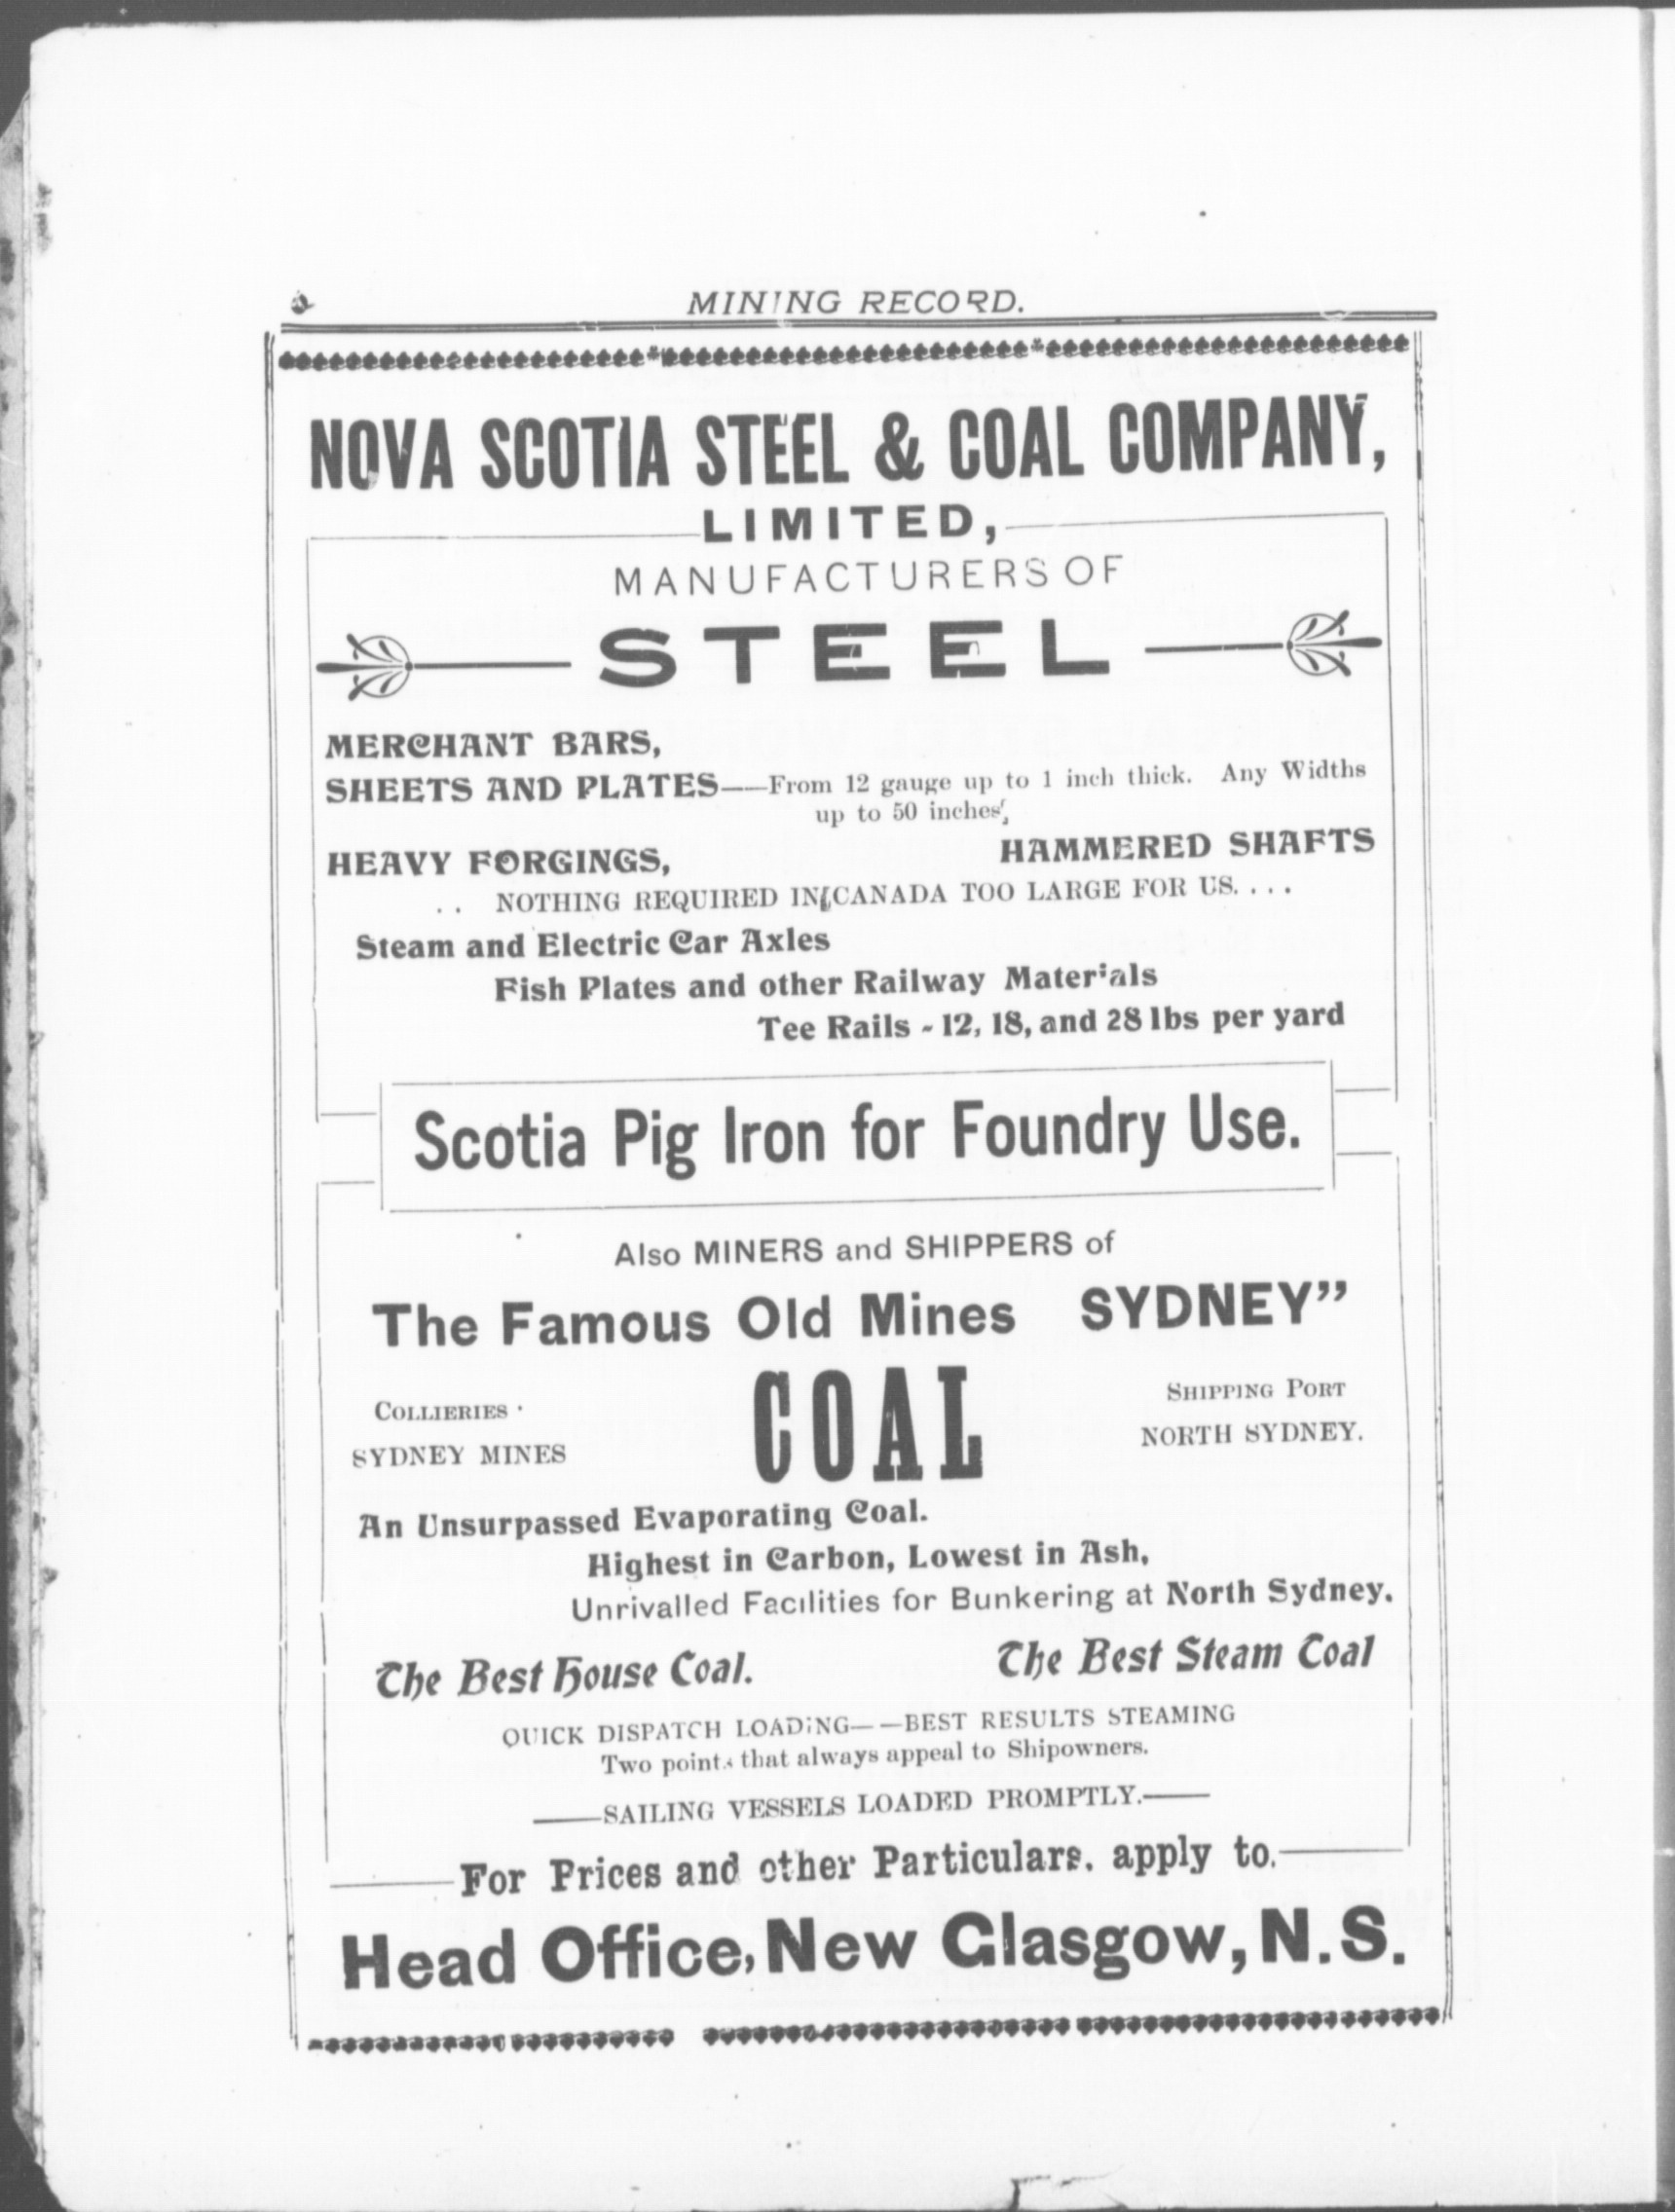 MINING RECORD.
NOVA SCOTIA STEEL & COAL COMPANY,
LIMITED,
MANUFACTURERS OF
STEEL
MERCHANT BARS,
SHEETS AND PLATES——From 12 gauge up to 1 inch thick. Any Widths
up to 50 inches,
HEAVY FORGINGS, HAMMERED SHAFTS
. . NOTHING REQUIRED IN CANADA TOO LARGE FOR US. . . .
Steam and Electric Car Axles
Fish Plates and other Railway Materials
Tee Rails - 12, 18, and 28 lbs per yard
Scotia Pig Iron for Foundry Use.
Also MINERS and SHIPPERS of
The Famous Old Mines SYDNEY”
COLLIERIES · COAL SHIPPING PORT
SYDNEY MINES NORTH SYDNEY.
An Unsurpassed Evaporating Coal.
Highest in Carbon, Lowest in Ash,
Unrivalled Facilities for Bunkering at North Sydney.
The Best House Coal. The Best Steam Coal
QUICK DISPATCH LOADING— —BEST RESULTS STEAMING
Two points that always appeal to Shipowners.
——SAILING VESSELS LOADED PROMPTLY.——
For Prices and other Particulars. apply to.
Head Office, New Glasgow, N.S.